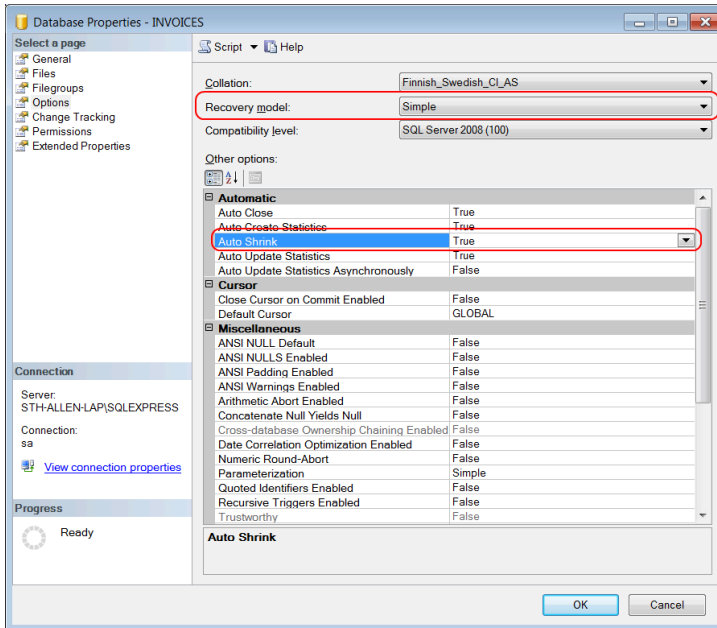 Database Properties - INVOICES
Select a page
General
Files
Filegroups
Options
Change Tracking
Permissions
Extended Properties
Script Help
Collation: Finnish_Swedish_CI_AS
Recovery model: Simple
Compatibility level: SQL Server 2008 (100)
Other options:
Automatic
Auto Close True
Auto Create Statistics True
Auto Shrink True
Auto Update Statistics True
Auto Update Statistics Asynchronously False
Cursor
Close Cursor on Commit Enabled False
Default Cursor GLOBAL
Miscellaneous
ANSI NULL Default False
ANSI NULLS Enabled False
ANSI Padding Enabled False
ANSI Warnings Enabled False
Arithmetic Abort Enabled False
Concatenate Null Yields Null False
Cross-database Ownership Chaining Enabled False
Date Correlation Optimization Enabled False
Numeric Round-Abort False
Parameterization Simple
Quoted Identifiers Enabled False
Recursive Triggers Enabled False
Trustworthy False
Auto Shrink
Connection
Server:
STH-ALLEN-LAP\SQLEXPRESS
Connection:
sa
View connection properties
Progress
Ready
OK Cancel